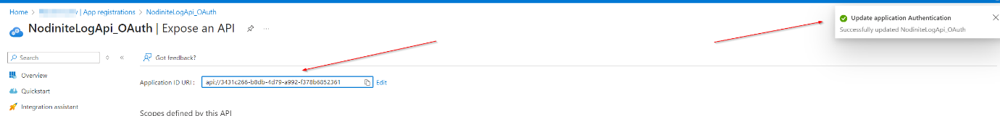 Home > | App registrations > NodiniteLogApi_OAuth
Update application Authentication
Successfully updated NodiniteLogApi_OAuth
NodiniteLogApi_OAuth | Expose an API
Search
Got feedback?
Overview
Application ID URI : api://3431c266-b8db-4d79-a992-f378b6852361 Edit
Quickstart
Integration assistant
Scopes defined by this API